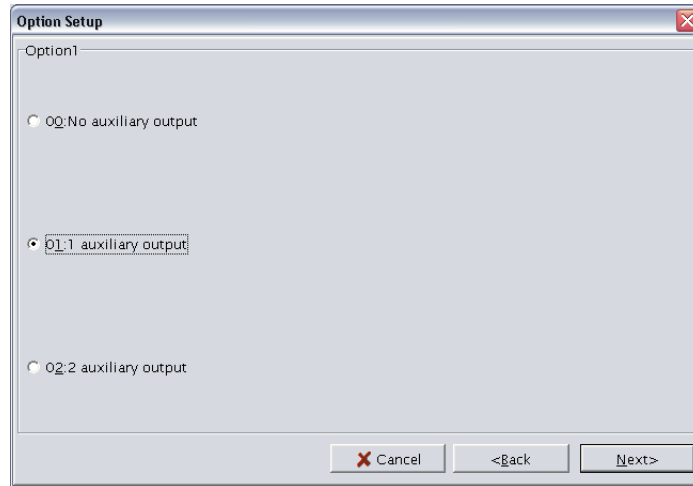 Option Setup
Option1
00:No auxiliary output
01:1 auxiliary output
02:2 auxiliary output
Cancel
<Back
Next>